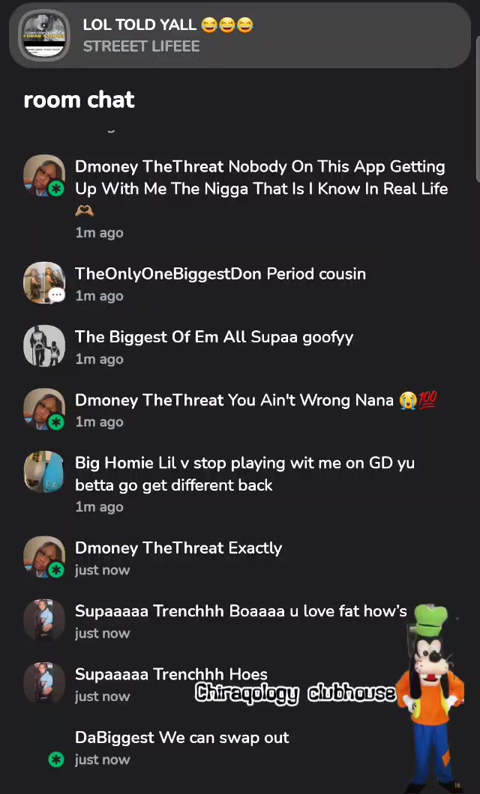 LOL TOLD YALL 😂😂😂
STREEET LIFEEE
room chat
Dmoney TheThreat Nobody On This App Getting
Up With Me The Nigga That Is I Know In Real Life
🫶🏽
1m ago
TheOnlyOneBiggestDon Period cousin
1m ago
The Biggest Of Em All Supaa goofyy
1m ago
Dmoney TheThreat You Ain't Wrong Nana 😭💯
1m ago
Big Homie Lil v stop playing wit me on GD yu
betta go get different back
1m ago
Dmoney TheThreat Exactly
just now
Supaaaaa Trenchhh Boaaaa u love fat how's
just now
Supaaaaa Trenchhh Hoes
just now
Chiraqology clubhouse
DaBiggest We can swap out
just now